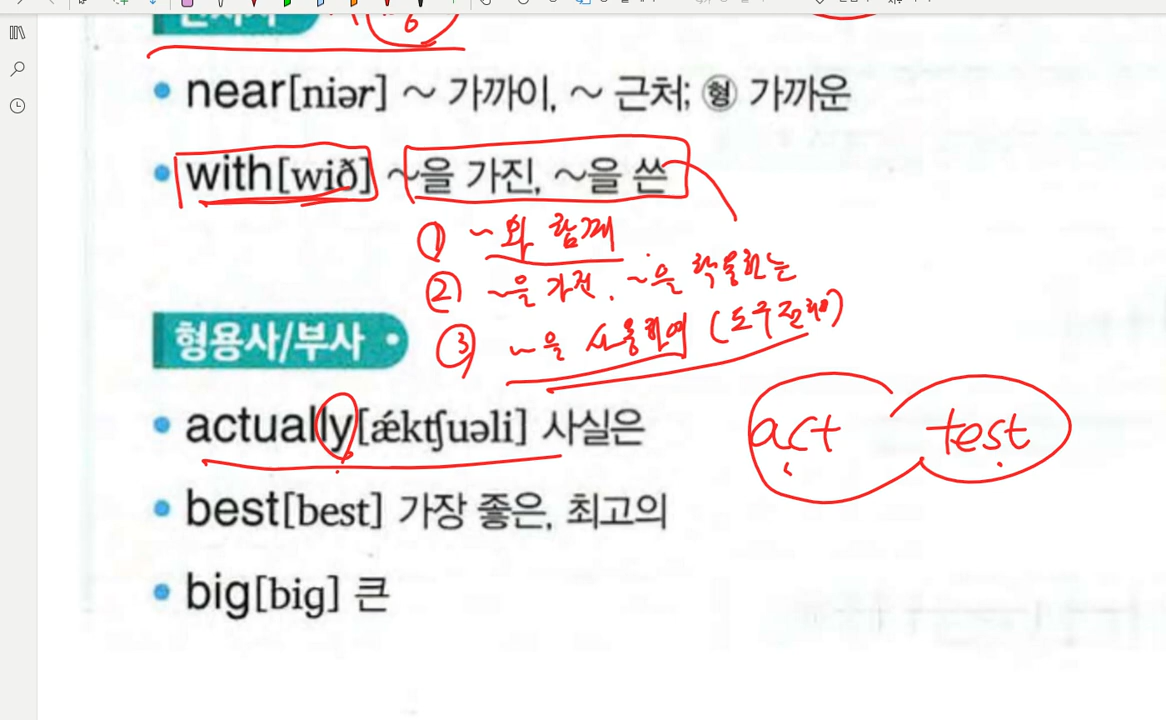 near[niər] ~ 가까이, ~ 근처; 형 가까운
with[wið] ~을 가진, ~을 쓴
① ~와 함께
② ~을 가진, ~을 착용한는
③ ~을 사용하여 (도구전치)
형용사/부사
actually[ǽktʃuəli] 사실은
act test
best[best] 가장 좋은, 최고의
big[big] 큰